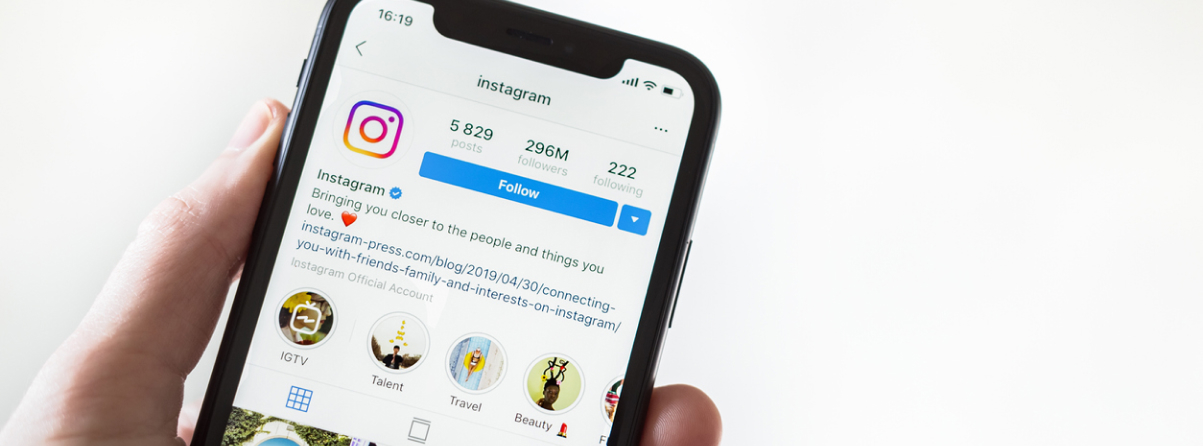 16:19
instagram
5 829
posts
296M
followers
222
following
Follow
Instagram
Bringing you closer to the people and things you
love. ❤️
instagram-press.com/blog/2019/04/30/connecting-
you-with-friends-family-and-interests-on-instagram/
Instagram Official Account
IGTV
Talent
Travel
Beauty 💄
F